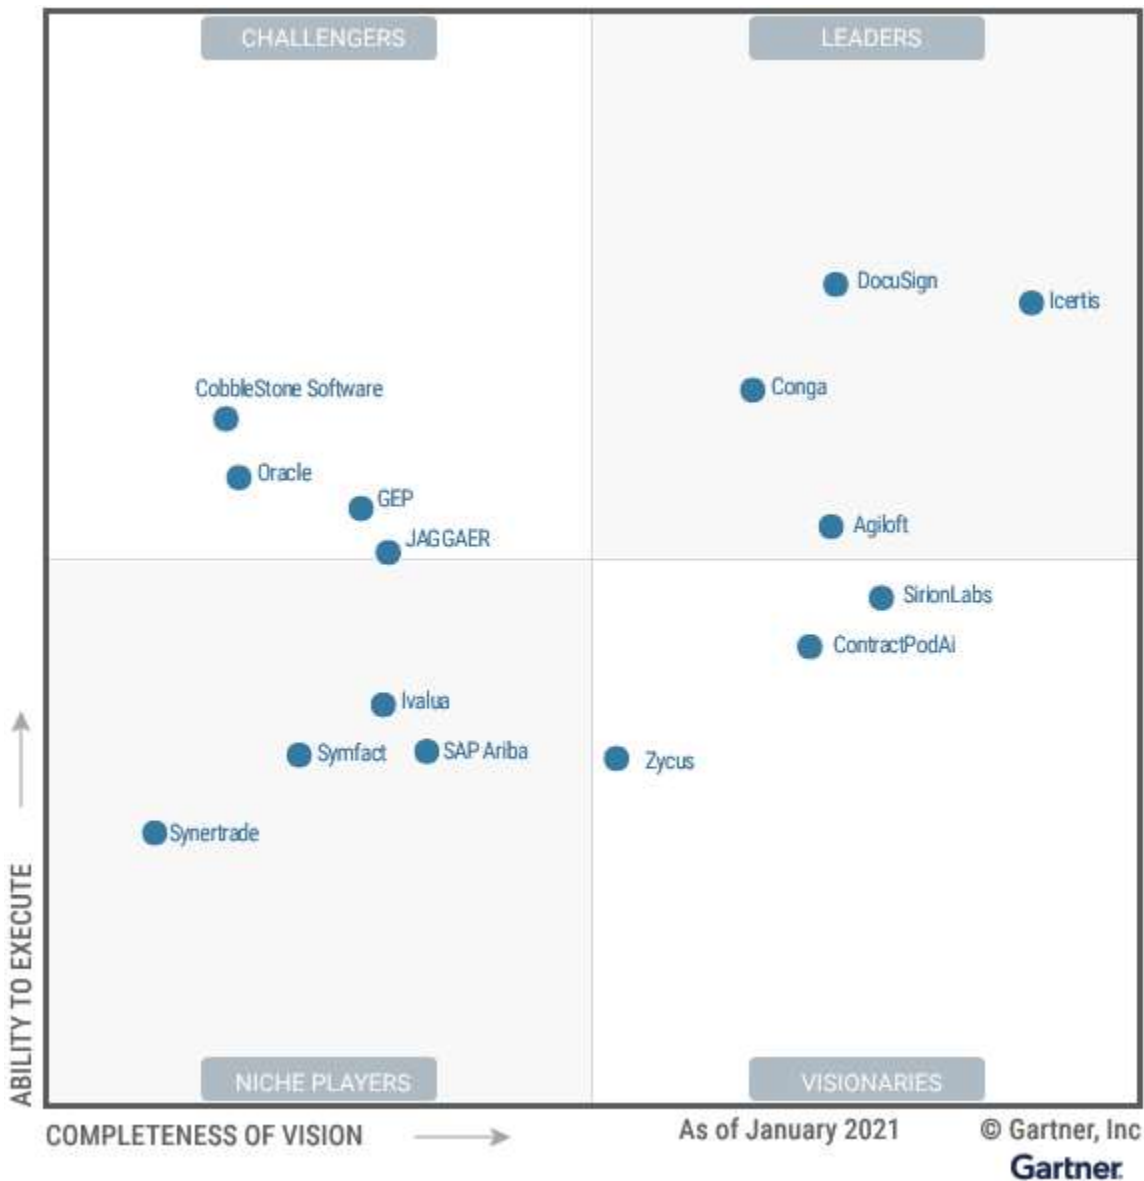 CHALLENGERS
LEADERS
DocuSign
Icertis
CobbleStone Software
Conga
Oracle
GEP
Agiloft
JAGGAER
SirionLabs
ContractPodAi
Ivalua
Symfact
SAP Ariba
Zycus
Synertrade
ABILITY TO EXECUTE
NICHE PLAYERS
VISIONARIES
COMPLETENESS OF VISION
As of January 2021
© Gartner, Inc
Gartner